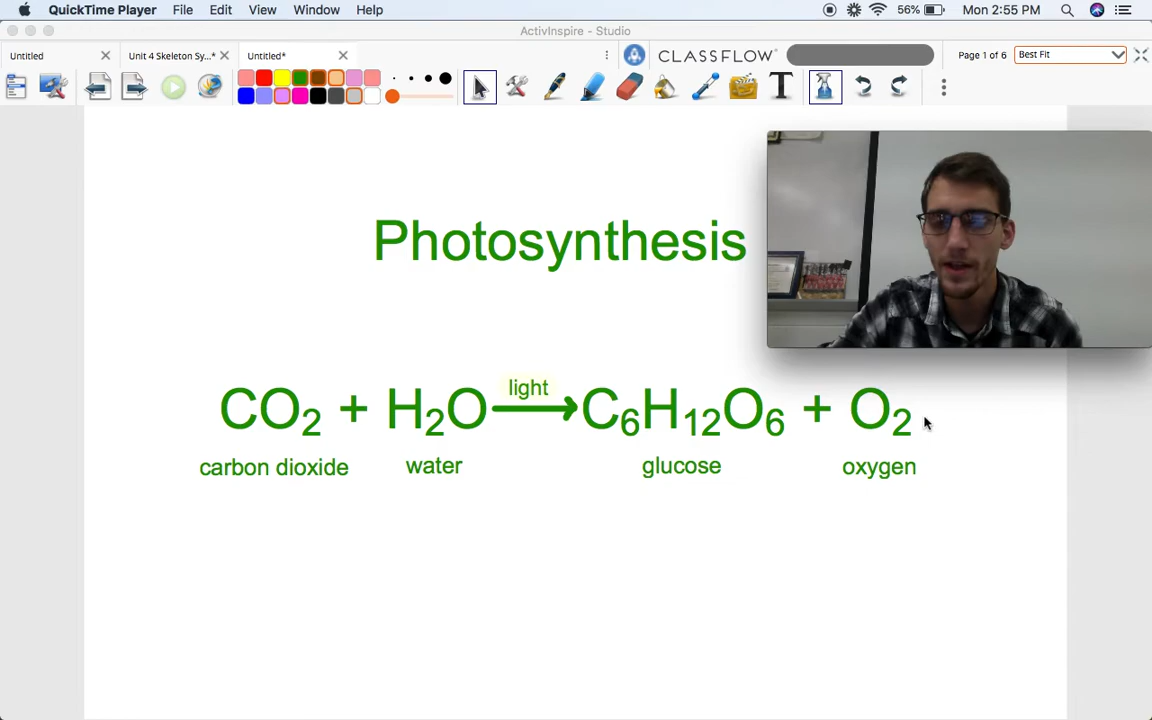 QuickTime Player File Edit View Window Help 56% Mon 2:55 PM
ActivInspire - Studio
Untitled Unit 4 Skeleton Sy...* Untitled* CLASSFLOW Page 1 of 6 Best Fit
T
Photosynthesis
light
CO₂ + H₂O → C₆H₁₂O₆ + O₂
carbon dioxide water glucose oxygen